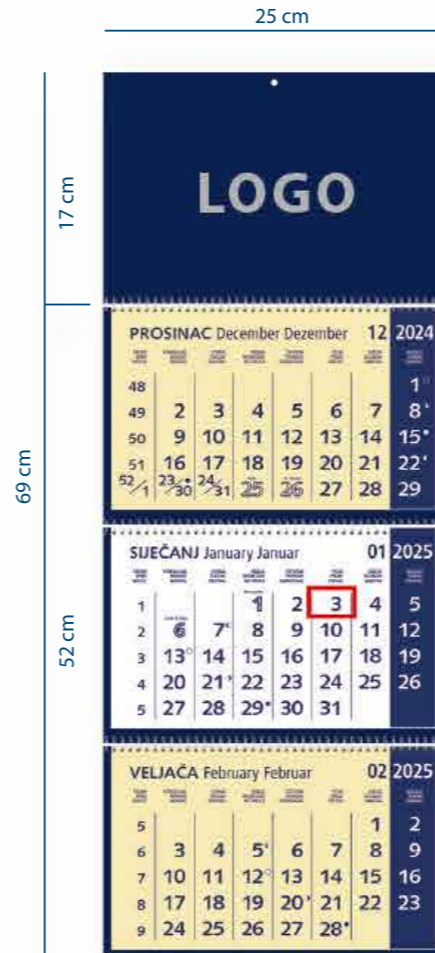 25 cm
17 cm
LOGO
69 cm
52 cm
PROSINAC December Dezember 12 2024
48 1
49 2 3 4 5 6 7 8
50 9 10 11 12 13 14 15
51 16 17 18 19 20 21 22
52/1 23/30 24/31 25 26 27 28 29
SIJEČANJ January Januar 01 2025
1 1 2 3 4 5
2 6 7 8 9 10 11 12
3 13 14 15 16 17 18 19
4 20 21 22 23 24 25 26
5 27 28 29 30 31
VELJAČA February Februar 02 2025
5 1 2
6 3 4 5 6 7 8 9
7 10 11 12 13 14 15 16
8 17 18 19 20 21 22 23
9 24 25 26 27 28